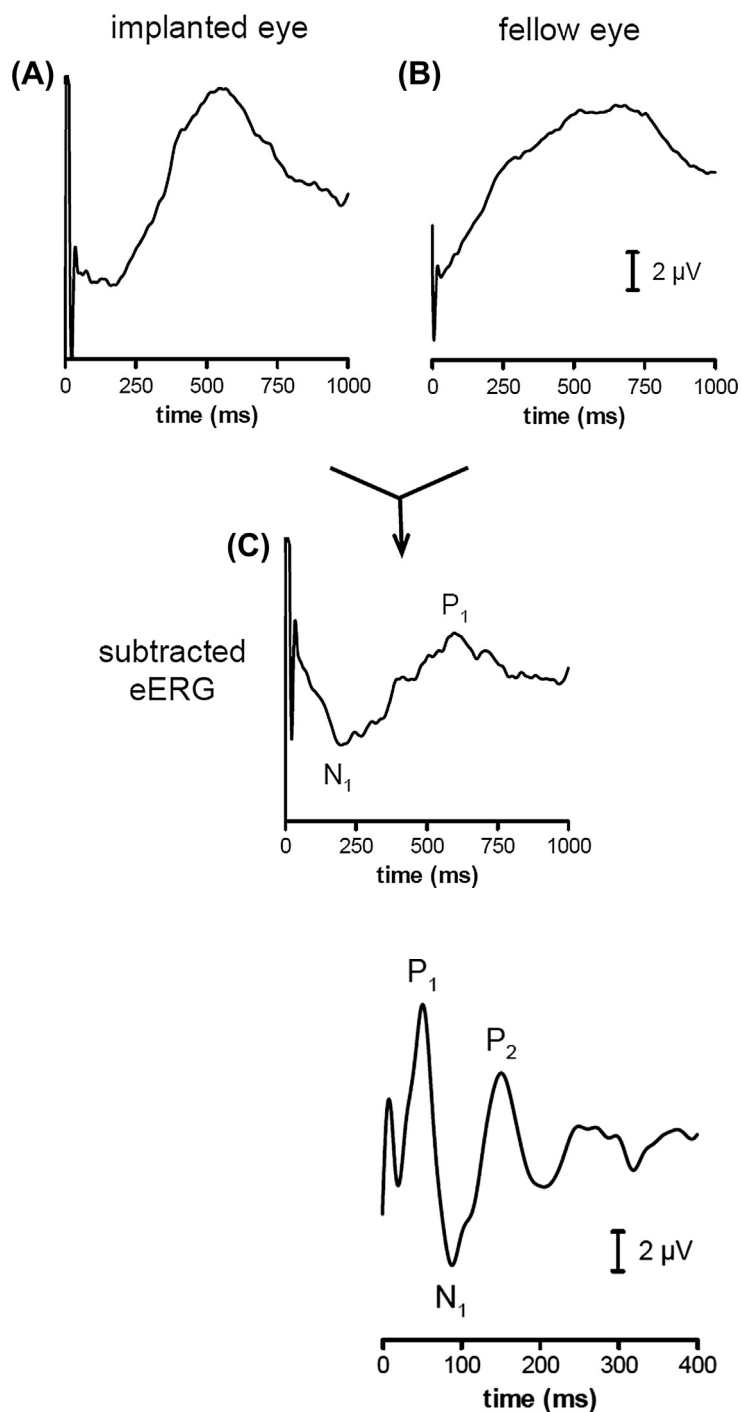 implanted eye
fellow eye
(A)
(B)
2 µV
0 250 500 750 1000
time (ms)
0 250 500 750 1000
time (ms)
(C)
P1
subtracted
eERG
N1
0 250 500 750 1000
time (ms)
P1
P2
2 µV
N1
0 100 200 300 400
time (ms)